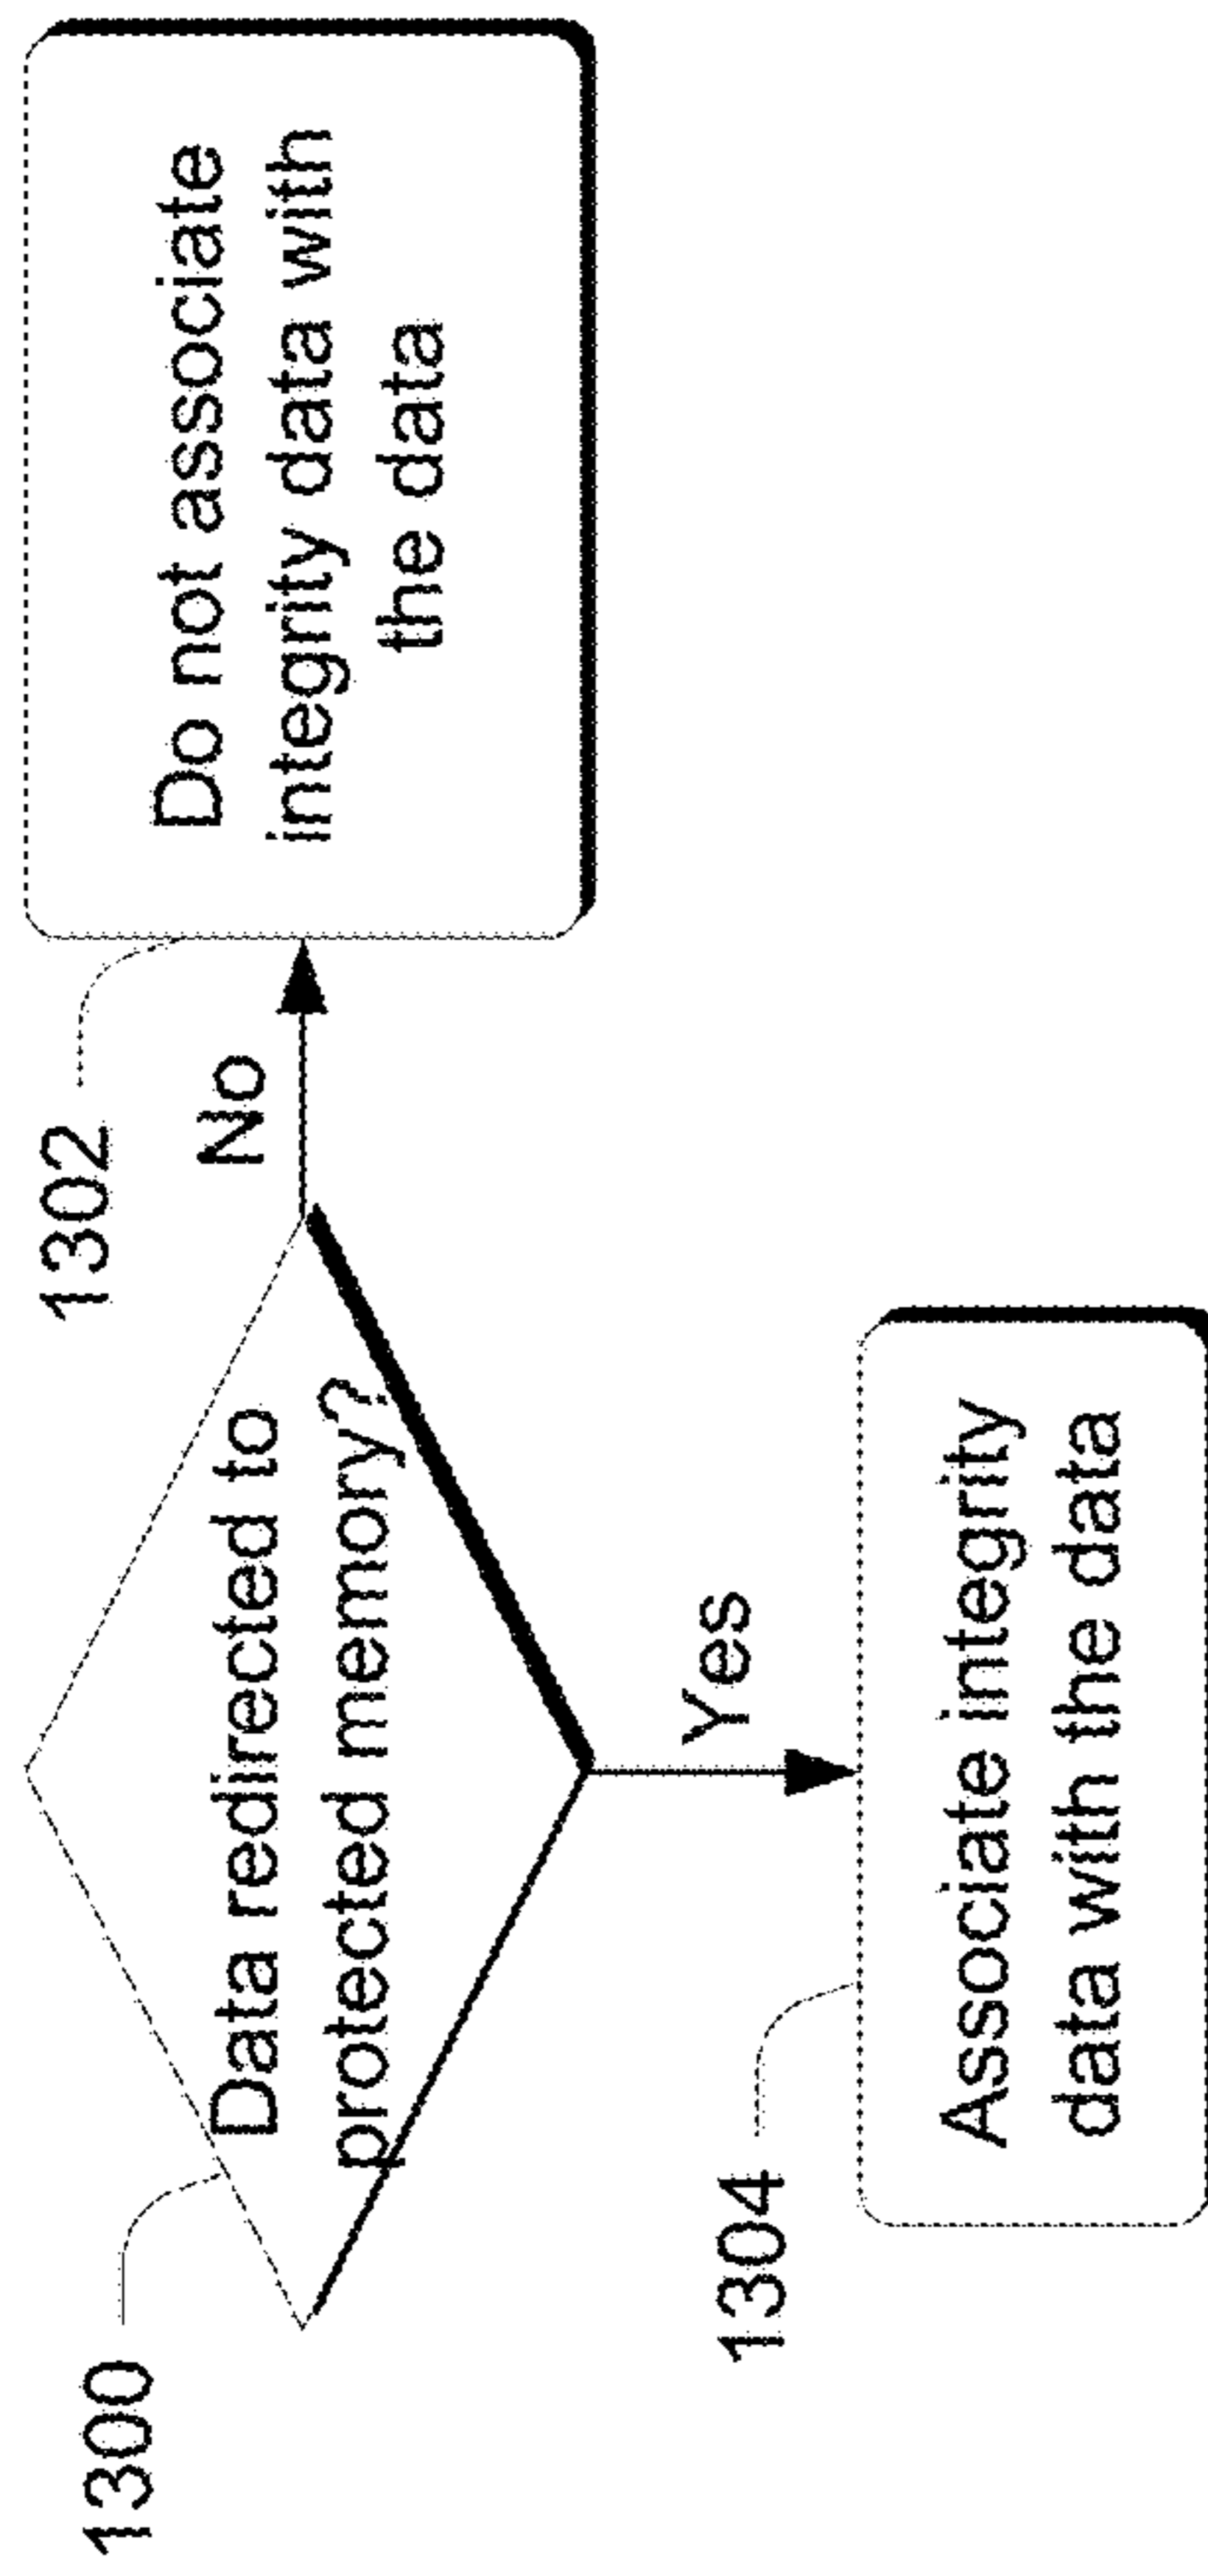 1300
Data redirected to
protected memory?
No
1302
Do not associate
integrity data with
the data
Yes
1304
Associate integrity
data with the data